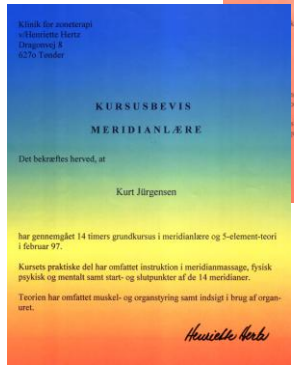 Klinik for zoneterapi
v/Henriette Hertz
Dragonvej 8
6270 Tønder
KURSUSBEVIS
MERIDIANLÆRE
Det bekræftes herved, at
Kurt Jürgensen
har gennemgået 14 timers grundkursus i meridianlære og 5-element-teori
i februar 97.
Kursets praktiske del har omfattet instruktion i meridianmassage, fysisk
psykisk og mentalt samt start- og slutpunkter af de 14 meridianer.
Teorien har omfattet muskel- og organstyring samt indsigt i brug af organ-
uret.
Henriette Hertz